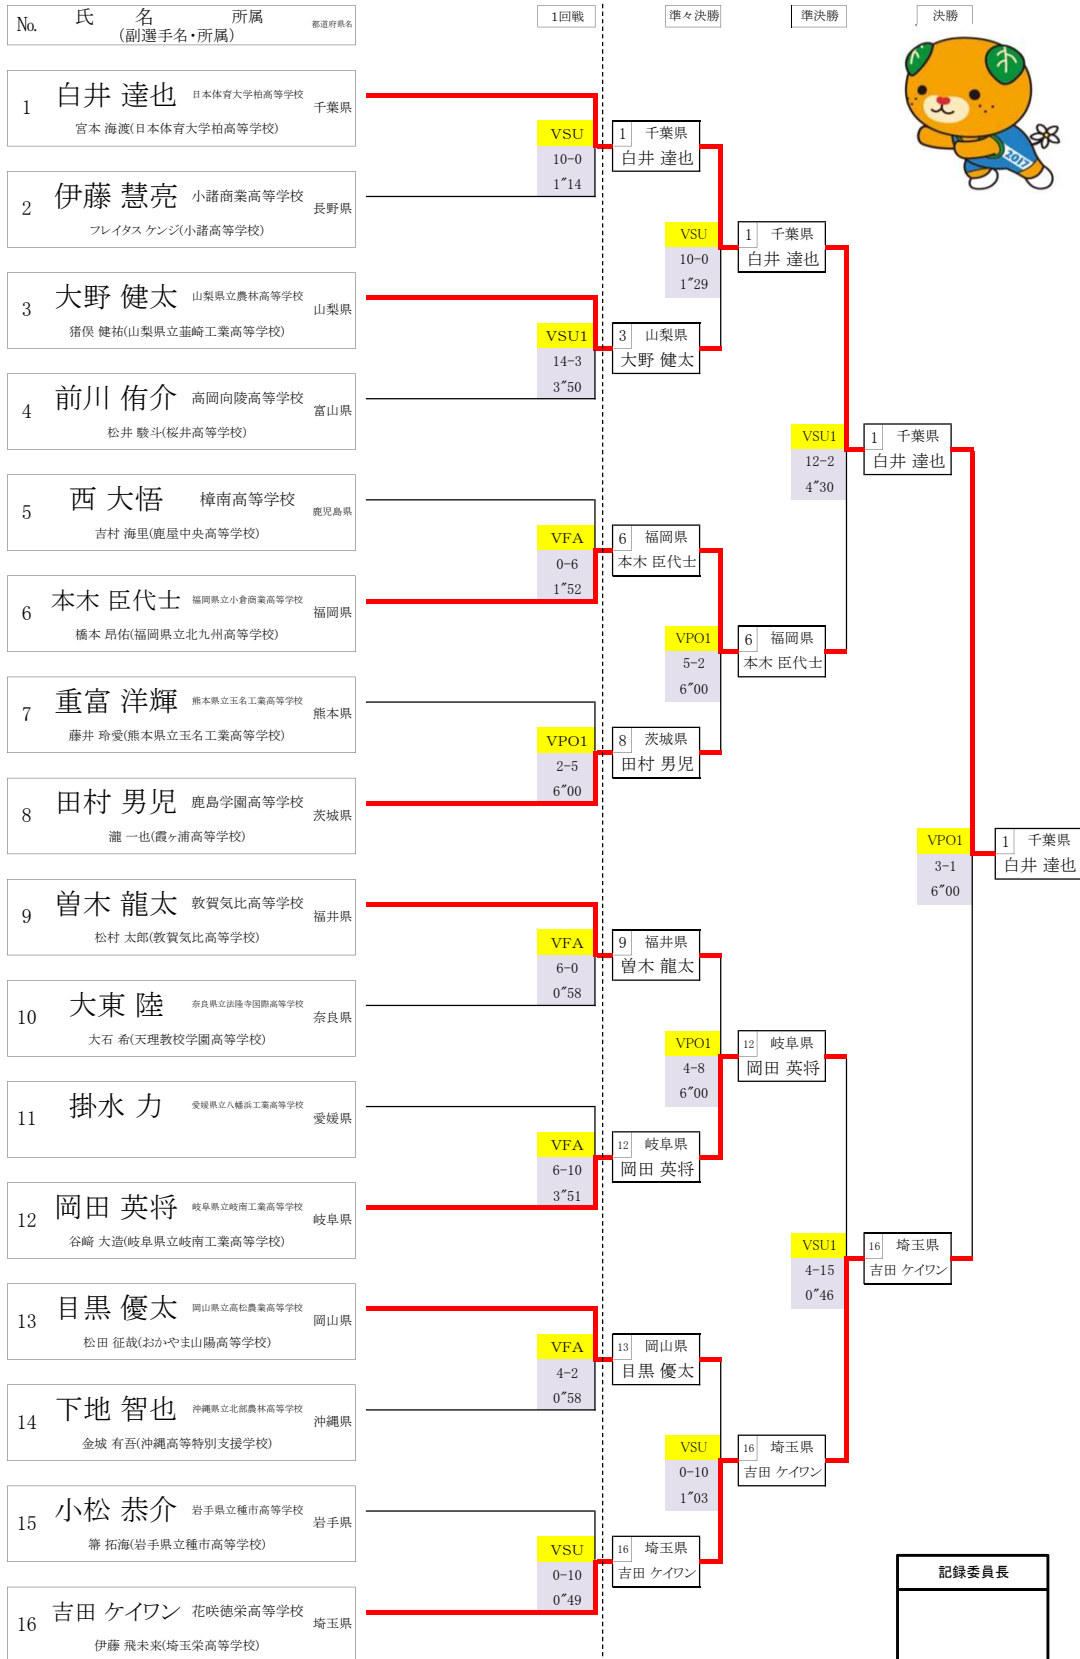 No. 氏 名 所属 都道府県名
(副選手名・所属)
1回戦 準々決勝 準決勝 決勝
1 白井 達也 日本体育大学柏高等学校 千葉県
宮本 海渡(日本体育大学柏高等学校)
2 伊藤 慧亮 小諸商業高等学校 長野県
フレイタス ケンジ(小諸高等学校)
3 大野 健太 山梨県立農林高等学校 山梨県
猪俣 健祐(山梨県立韮崎工業高等学校)
4 前川 侑介 高岡向陵高等学校 富山県
松井 駿斗(桜井高等学校)
5 西 大悟 樟南高等学校 鹿児島県
吉村 海里(鹿屋中央高等学校)
6 本木 臣代士 福岡県立小倉商業高等学校 福岡県
橋本 昂佑(福岡県立北九州高等学校)
7 重富 洋輝 熊本県立玉名工業高等学校 熊本県
藤井 玲愛(熊本県立玉名工業高等学校)
8 田村 男児 鹿島学園高等学校 茨城県
瀧 一也(霞ヶ浦高等学校)
9 曽木 龍太 敦賀気比高等学校 福井県
松村 太郎(敦賀気比高等学校)
10 大東 陸 奈良県立法隆寺国際高等学校 奈良県
大石 希(天理教校学園高等学校)
11 掛水 力 愛媛県立八幡浜工業高等学校 愛媛県
12 岡田 英将 岐阜県立岐南工業高等学校 岐阜県
谷﨑 大造(岐阜県立岐南工業高等学校)
13 目黒 優太 岡山県立高松農業高等学校 岡山県
松田 征哉(おかやま山陽高等学校)
14 下地 智也 沖縄県立北部農林高等学校 沖縄県
金城 有吾(沖縄高等特別支援学校)
15 小松 恭介 岩手県立種市高等学校 岩手県
箒 拓海(岩手県立種市高等学校)
16 吉田 ケイワン 花咲徳栄高等学校 埼玉県
伊藤 飛未来(埼玉栄高等学校)
VSU
10-0
1″14
VSU1
14-3
3″50
VFA
0-6
1″52
VPO1
2-5
6″00
VFA
6-0
0″58
VFA
6-10
3″51
VFA
4-2
0″58
VSU
0-10
0″49
1 千葉県
白井 達也
3 山梨県
大野 健太
6 福岡県
本木 臣代士
8 茨城県
田村 男児
9 福井県
曽木 龍太
12 岐阜県
岡田 英将
13 岡山県
目黒 優太
16 埼玉県
吉田 ケイワン
VSU
10-0
1″29
VPO1
5-2
6″00
VPO1
4-8
6″00
VSU
0-10
1″03
1 千葉県
白井 達也
6 福岡県
本木 臣代士
12 岐阜県
岡田 英将
16 埼玉県
吉田 ケイワン
VSU1
12-2
4″30
VSU1
4-15
0″46
1 千葉県
白井 達也
16 埼玉県
吉田 ケイワン
VPO1
3-1
6″00
1 千葉県
白井 達也
2017
記録委員長